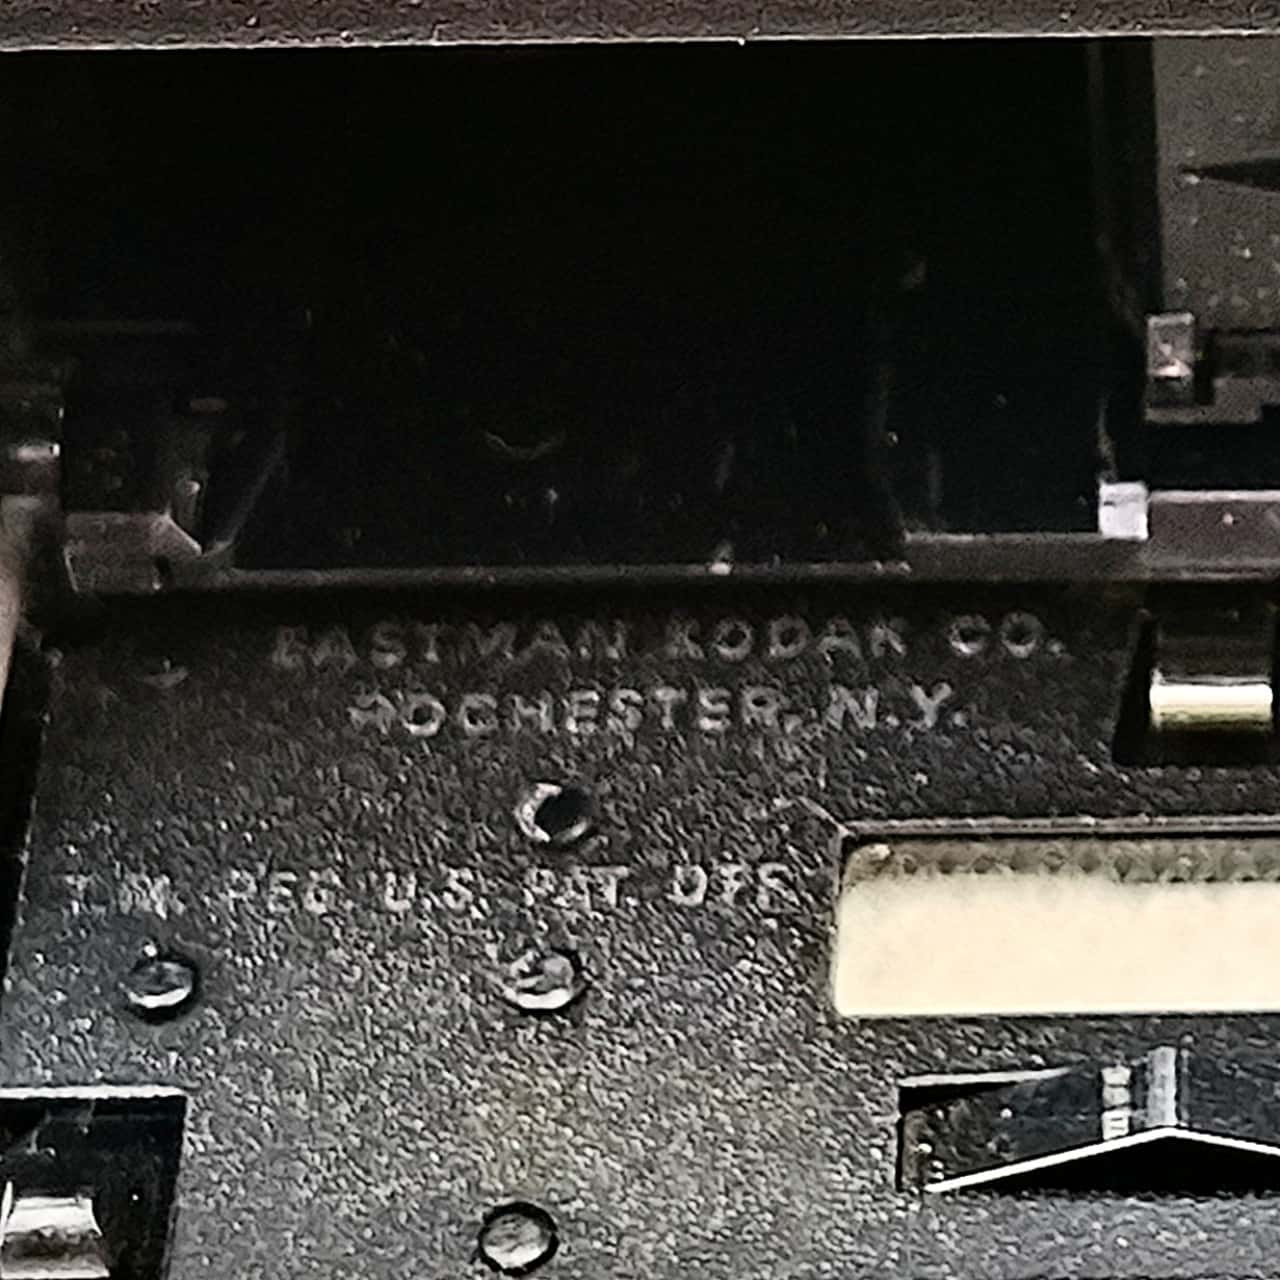 EASTMAN KODAK CO.
ROCHESTER, N.Y.
T.M. REG. U.S. PAT. OFF.